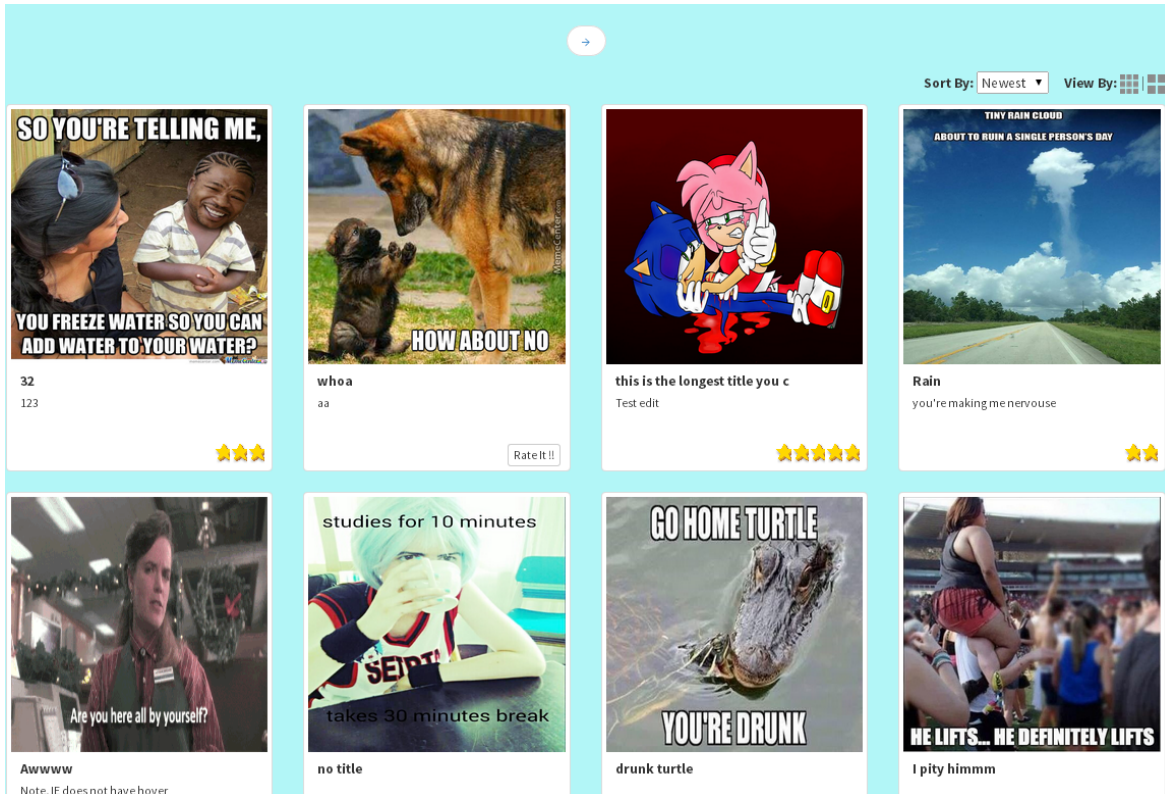 →
Sort By: Newest ▼ View By: |
SO YOU'RE TELLING ME,
YOU FREEZE WATER SO YOU CAN
ADD WATER TO YOUR WATER?
32
123
MemeCenter.com
HOW ABOUT NO
whoa
aa
Rate It !!
this is the longest title you c
Test edit
TINY RAIN CLOUD
ABOUT TO RUIN A SINGLE PERSON'S DAY
Rain
you're making me nervouse
Are you here all by yourself?
Awwww
Note. IE does not have hover
studies for 10 minutes
takes 30 minutes break
no title
GO HOME TURTLE
YOU'RE DRUNK
drunk turtle
HE LIFTS... HE DEFINITELY LIFTS
I pity himmm